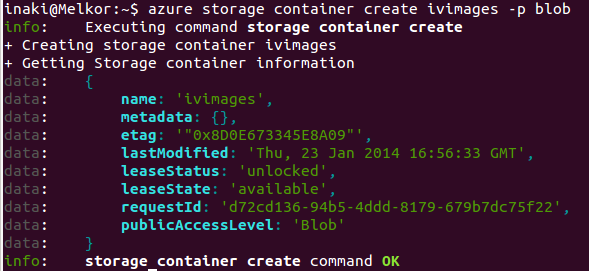 inaki@Melkor:~$ azure storage container create ivimages -p blob
info:    Executing command storage container create
+ Creating storage container ivimages
+ Getting Storage container information
data:    {
data:        name: 'ivimages',
data:        metadata: {},
data:        etag: '"0x8D0E673345E8A09"',
data:        lastModified: 'Thu, 23 Jan 2014 16:56:33 GMT',
data:        leaseStatus: 'unlocked',
data:        leaseState: 'available',
data:        requestId: 'd72cd136-94b5-4ddd-8179-679b7dc75f22',
data:        publicAccessLevel: 'Blob'
data:    }
info:    storage container create command OK